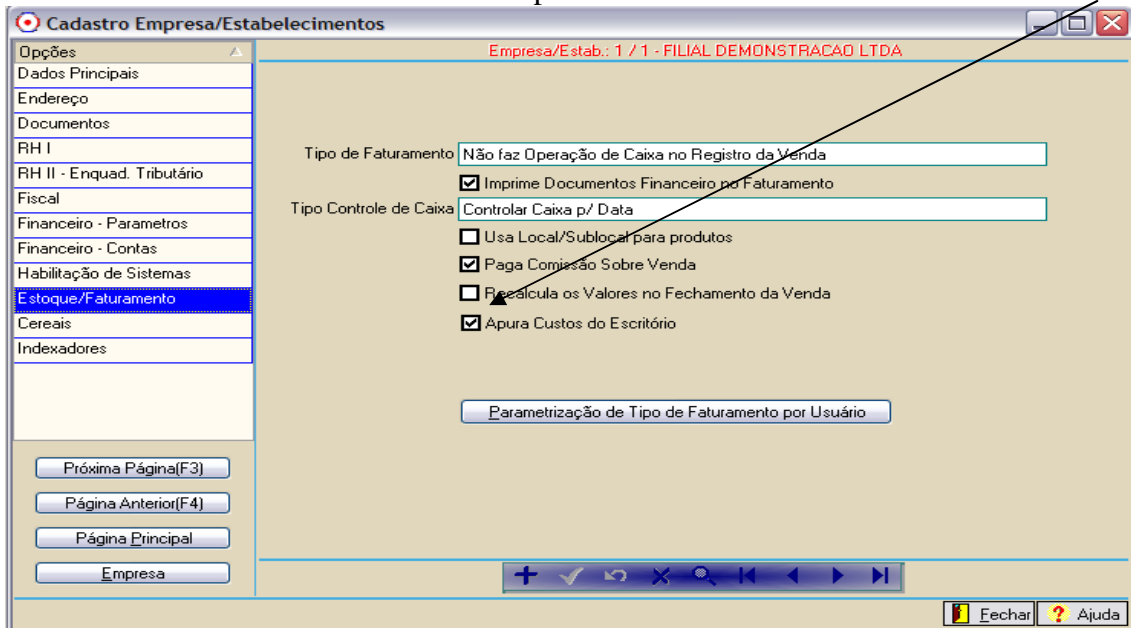 Cadastro Empresa/Estabelecimentos
Opções
Empresa/Estab.: 1 / 1 - FILIAL DEMONSTRACAO LTDA
Dados Principais
Endereço
Documentos
RH I
RH II - Enquad. Tributário
Fiscal
Financeiro - Parametros
Financeiro - Contas
Habilitação de Sistemas
Estoque/Faturamento
Cereais
Indexadores
Tipo de Faturamento Não faz Operação de Caixa no Registro da Venda
Imprime Documentos Financeiro no Faturamento
Tipo Controle de Caixa Controlar Caixa p/ Data
Usa Local/Sublocal para produtos
Paga Comissão Sobre Venda
Recálcula os Valores no Fechamento da Venda
Apura Custos do Escritório
Parametrização de Tipo de Faturamento por Usuário
Próxima Página(F3)
Página Anterior(F4)
Página Principal
Empresa
Fechar
? Ajuda